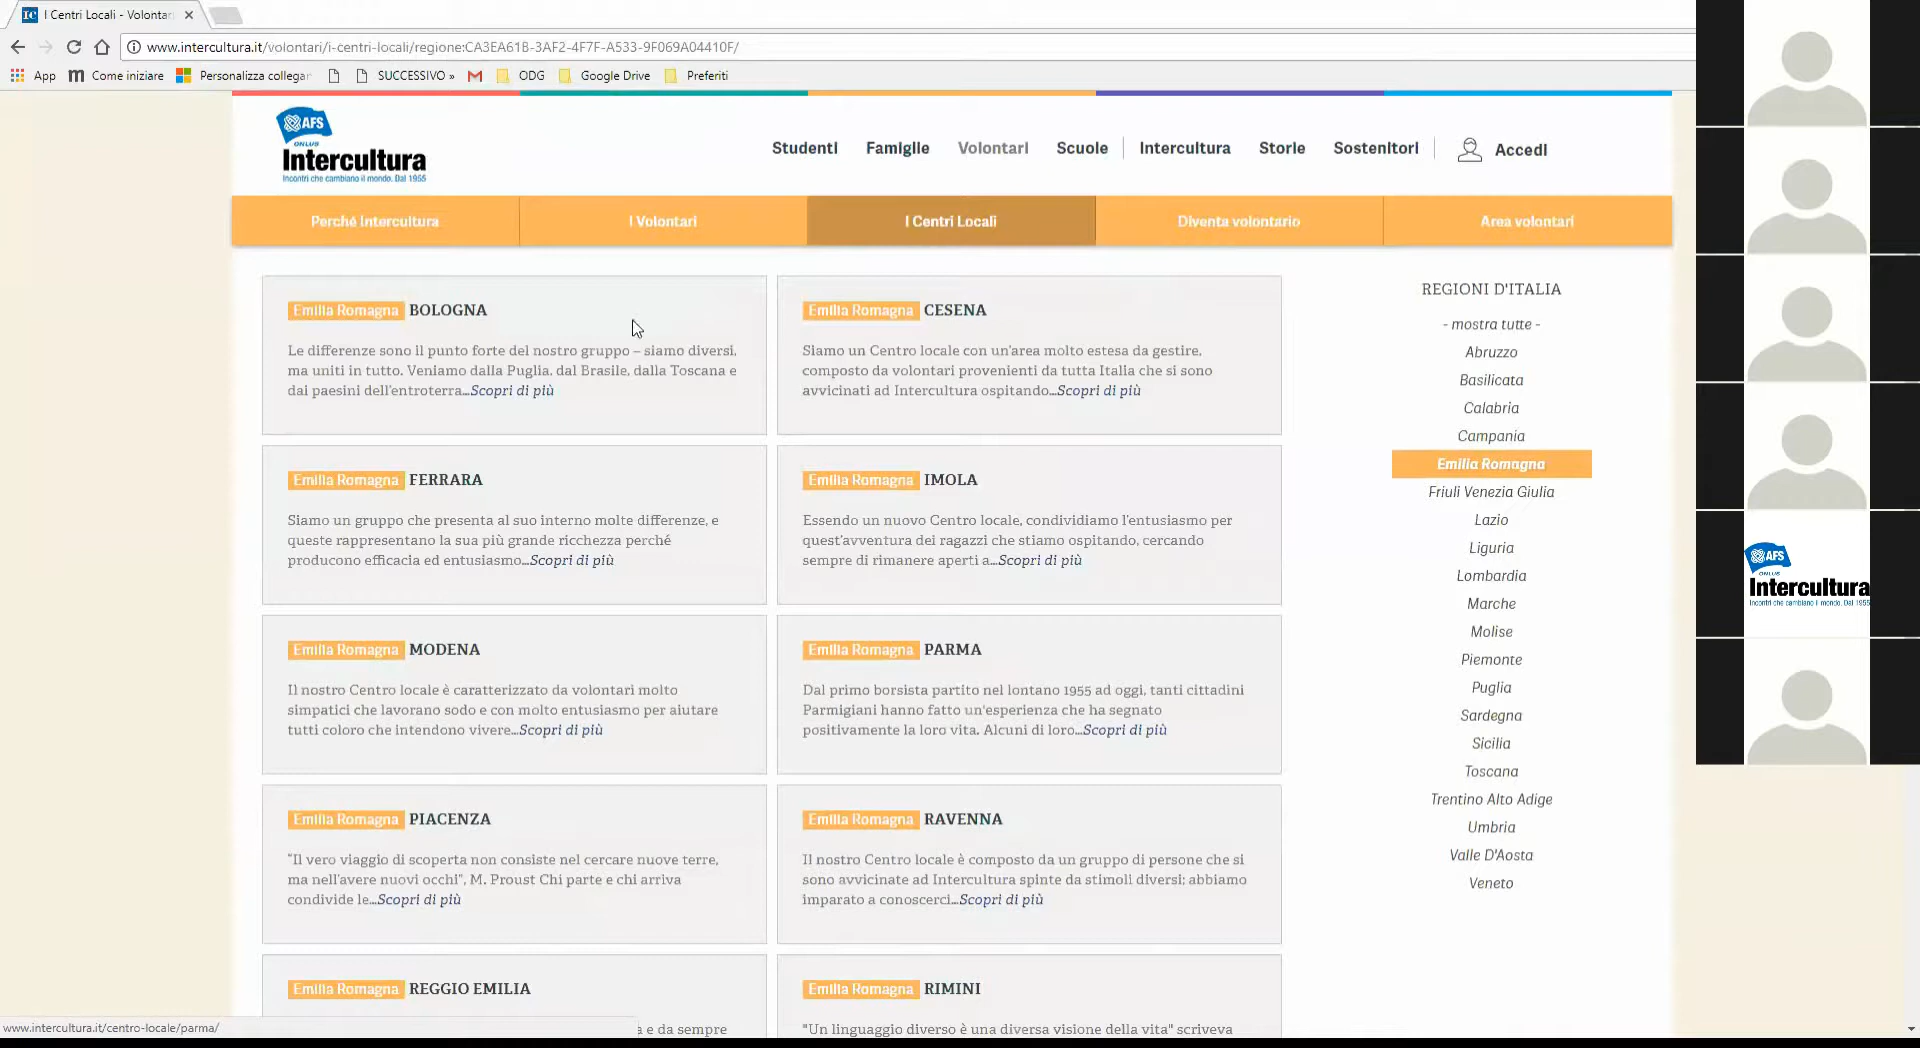 I Centri Locali - Volontar
www.intercultura.it/volontari/i-centri-locali/regione:CA3EA61B-3AF2-4F7F-A533-9F069A04410F/
App
Come iniziare
Personalizza collegar
SUCCESSIVO »
ODG
Google Drive
Preferiti
AFS
ONLUS
Intercultura
Incontri che cambiano il mondo. Dal 1955
Studenti
Famiglie
Volontari
Scuole
Intercultura
Storie
Sostenitori
Accedi
Perché Intercultura
I Volontari
I Centri Locali
Diventa volontario
Area volontari
Emilia Romagna BOLOGNA
Le differenze sono il punto forte del nostro gruppo – siamo diversi,
ma uniti in tutto. Veniamo dalla Puglia, dal Brasile, dalla Toscana e
dai paesini dell'entroterra...Scopri di più
Emilia Romagna CESENA
Siamo un Centro locale con un'area molto estesa da gestire,
composto da volontari provenienti da tutta Italia che si sono
avvicinati ad Intercultura ospitando...Scopri di più
Emilia Romagna FERRARA
Siamo un gruppo che presenta al suo interno molte differenze, e
queste rappresentano la sua più grande ricchezza perché
producono efficacia ed entusiasmo...Scopri di più
Emilia Romagna IMOLA
Essendo un nuovo Centro locale, condividiamo l'entusiasmo per
quest'avventura dei ragazzi che stiamo ospitando, cercando
sempre di rimanere aperti a...Scopri di più
Emilia Romagna MODENA
Il nostro Centro locale è caratterizzato da volontari molto
simpatici che lavorano sodo e con molto entusiasmo per aiutare
tutti coloro che intendono vivere...Scopri di più
Emilia Romagna PARMA
Dal primo borsista partito nel lontano 1955 ad oggi, tanti cittadini
Parmigiani hanno fatto un'esperienza che ha segnato
positivamente la loro vita. Alcuni di loro...Scopri di più
Emilia Romagna PIACENZA
"Il vero viaggio di scoperta non consiste nel cercare nuove terre,
ma nell'avere nuovi occhi", M. Proust Chi parte e chi arriva
condivide le...Scopri di più
Emilia Romagna RAVENNA
Il nostro Centro locale è composto da un gruppo di persone che si
sono avvicinate ad Intercultura spinte da stimoli diversi; abbiamo
imparato a conoscerci...Scopri di più
Emilia Romagna REGGIO EMILIA
a e da sempre
Emilia Romagna RIMINI
"Un linguaggio diverso è una diversa visione della vita" scriveva
REGIONI D'ITALIA
- mostra tutte -
Abruzzo
Basilicata
Calabria
Campania
Emilia Romagna
Friuli Venezia Giulia
Lazio
Liguria
Lombardia
Marche
Molise
Piemonte
Puglia
Sardegna
Sicilia
Toscana
Trentino Alto Adige
Umbria
Valle D'Aosta
Veneto
AFS
ONLUS
Intercultura
Incontri che cambiano il mondo. Dal 1955
www.intercultura.it/centro-locale/parma/